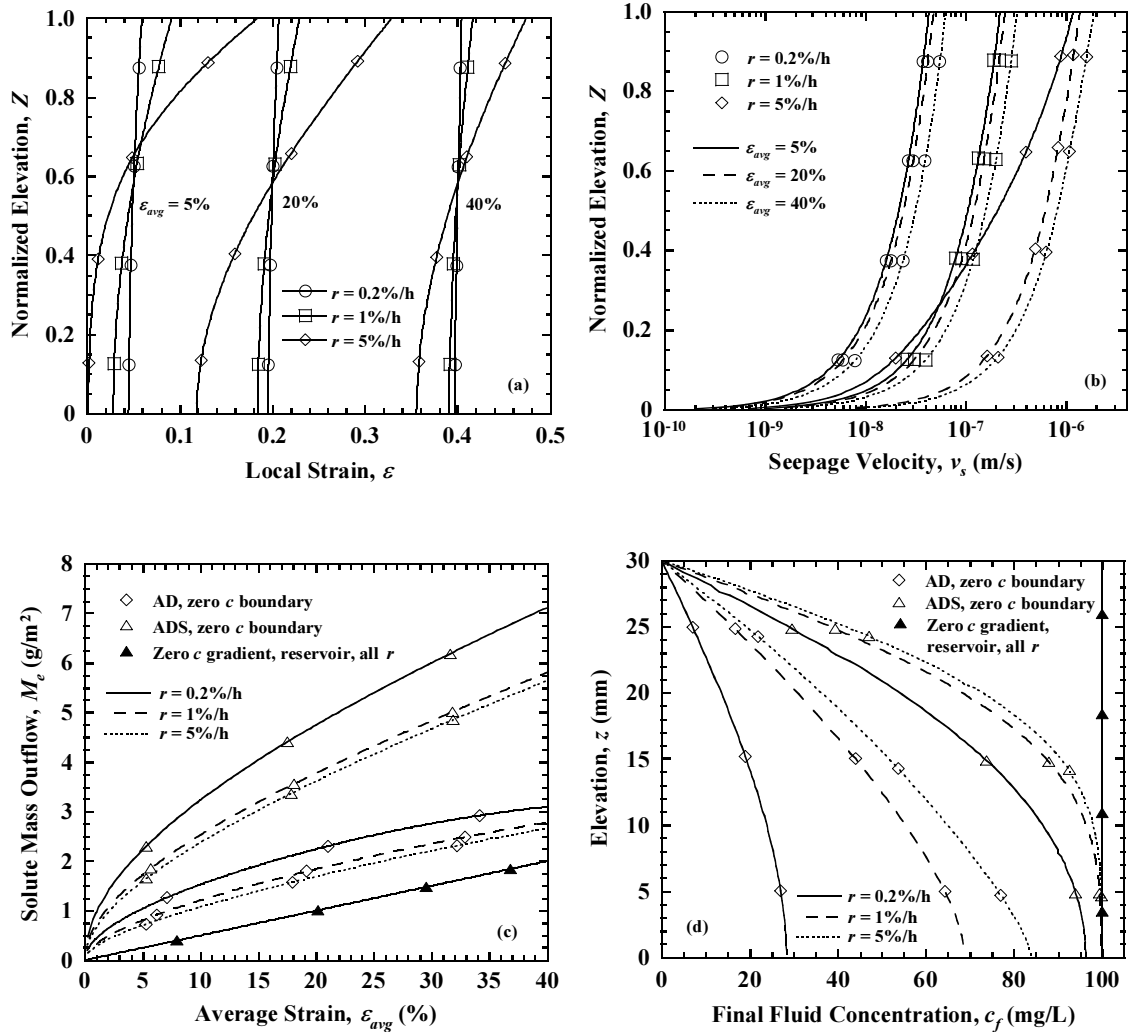 1
0.8
0.6
0.4
0.2
0
Normalized Elevation, Z
ε_avg = 5%
20%
40%
r = 0.2%/h
r = 1%/h
r = 5%/h
(a)
0 0.1 0.2 0.3 0.4 0.5
Local Strain, ε
1.0
0.8
0.6
0.4
0.2
0.0
Normalized Elevation, Z
r = 0.2%/h
r = 1%/h
r = 5%/h
ε_avg = 5%
ε_avg = 20%
ε_avg = 40%
(b)
10^-10 10^-9 10^-8 10^-7 10^-6
Seepage Velocity, v_s (m/s)
8
7
6
5
4
3
2
1
0
Solute Mass Outflow, M_e (g/m²)
AD, zero c boundary
ADS, zero c boundary
Zero c gradient, reservoir, all r
r = 0.2%/h
r = 1%/h
r = 5%/h
(c)
0 10 20 30 40
Average Strain, ε_avg (%)
30
25
20
15
10
5
0
Elevation, z (mm)
AD, zero c boundary
ADS, zero c boundary
Zero c gradient,
reservoir, all r
r = 0.2%/h
r = 1%/h
r = 5%/h
(d)
0 20 40 60 80 100
Final Fluid Concentration, c_f (mg/L)